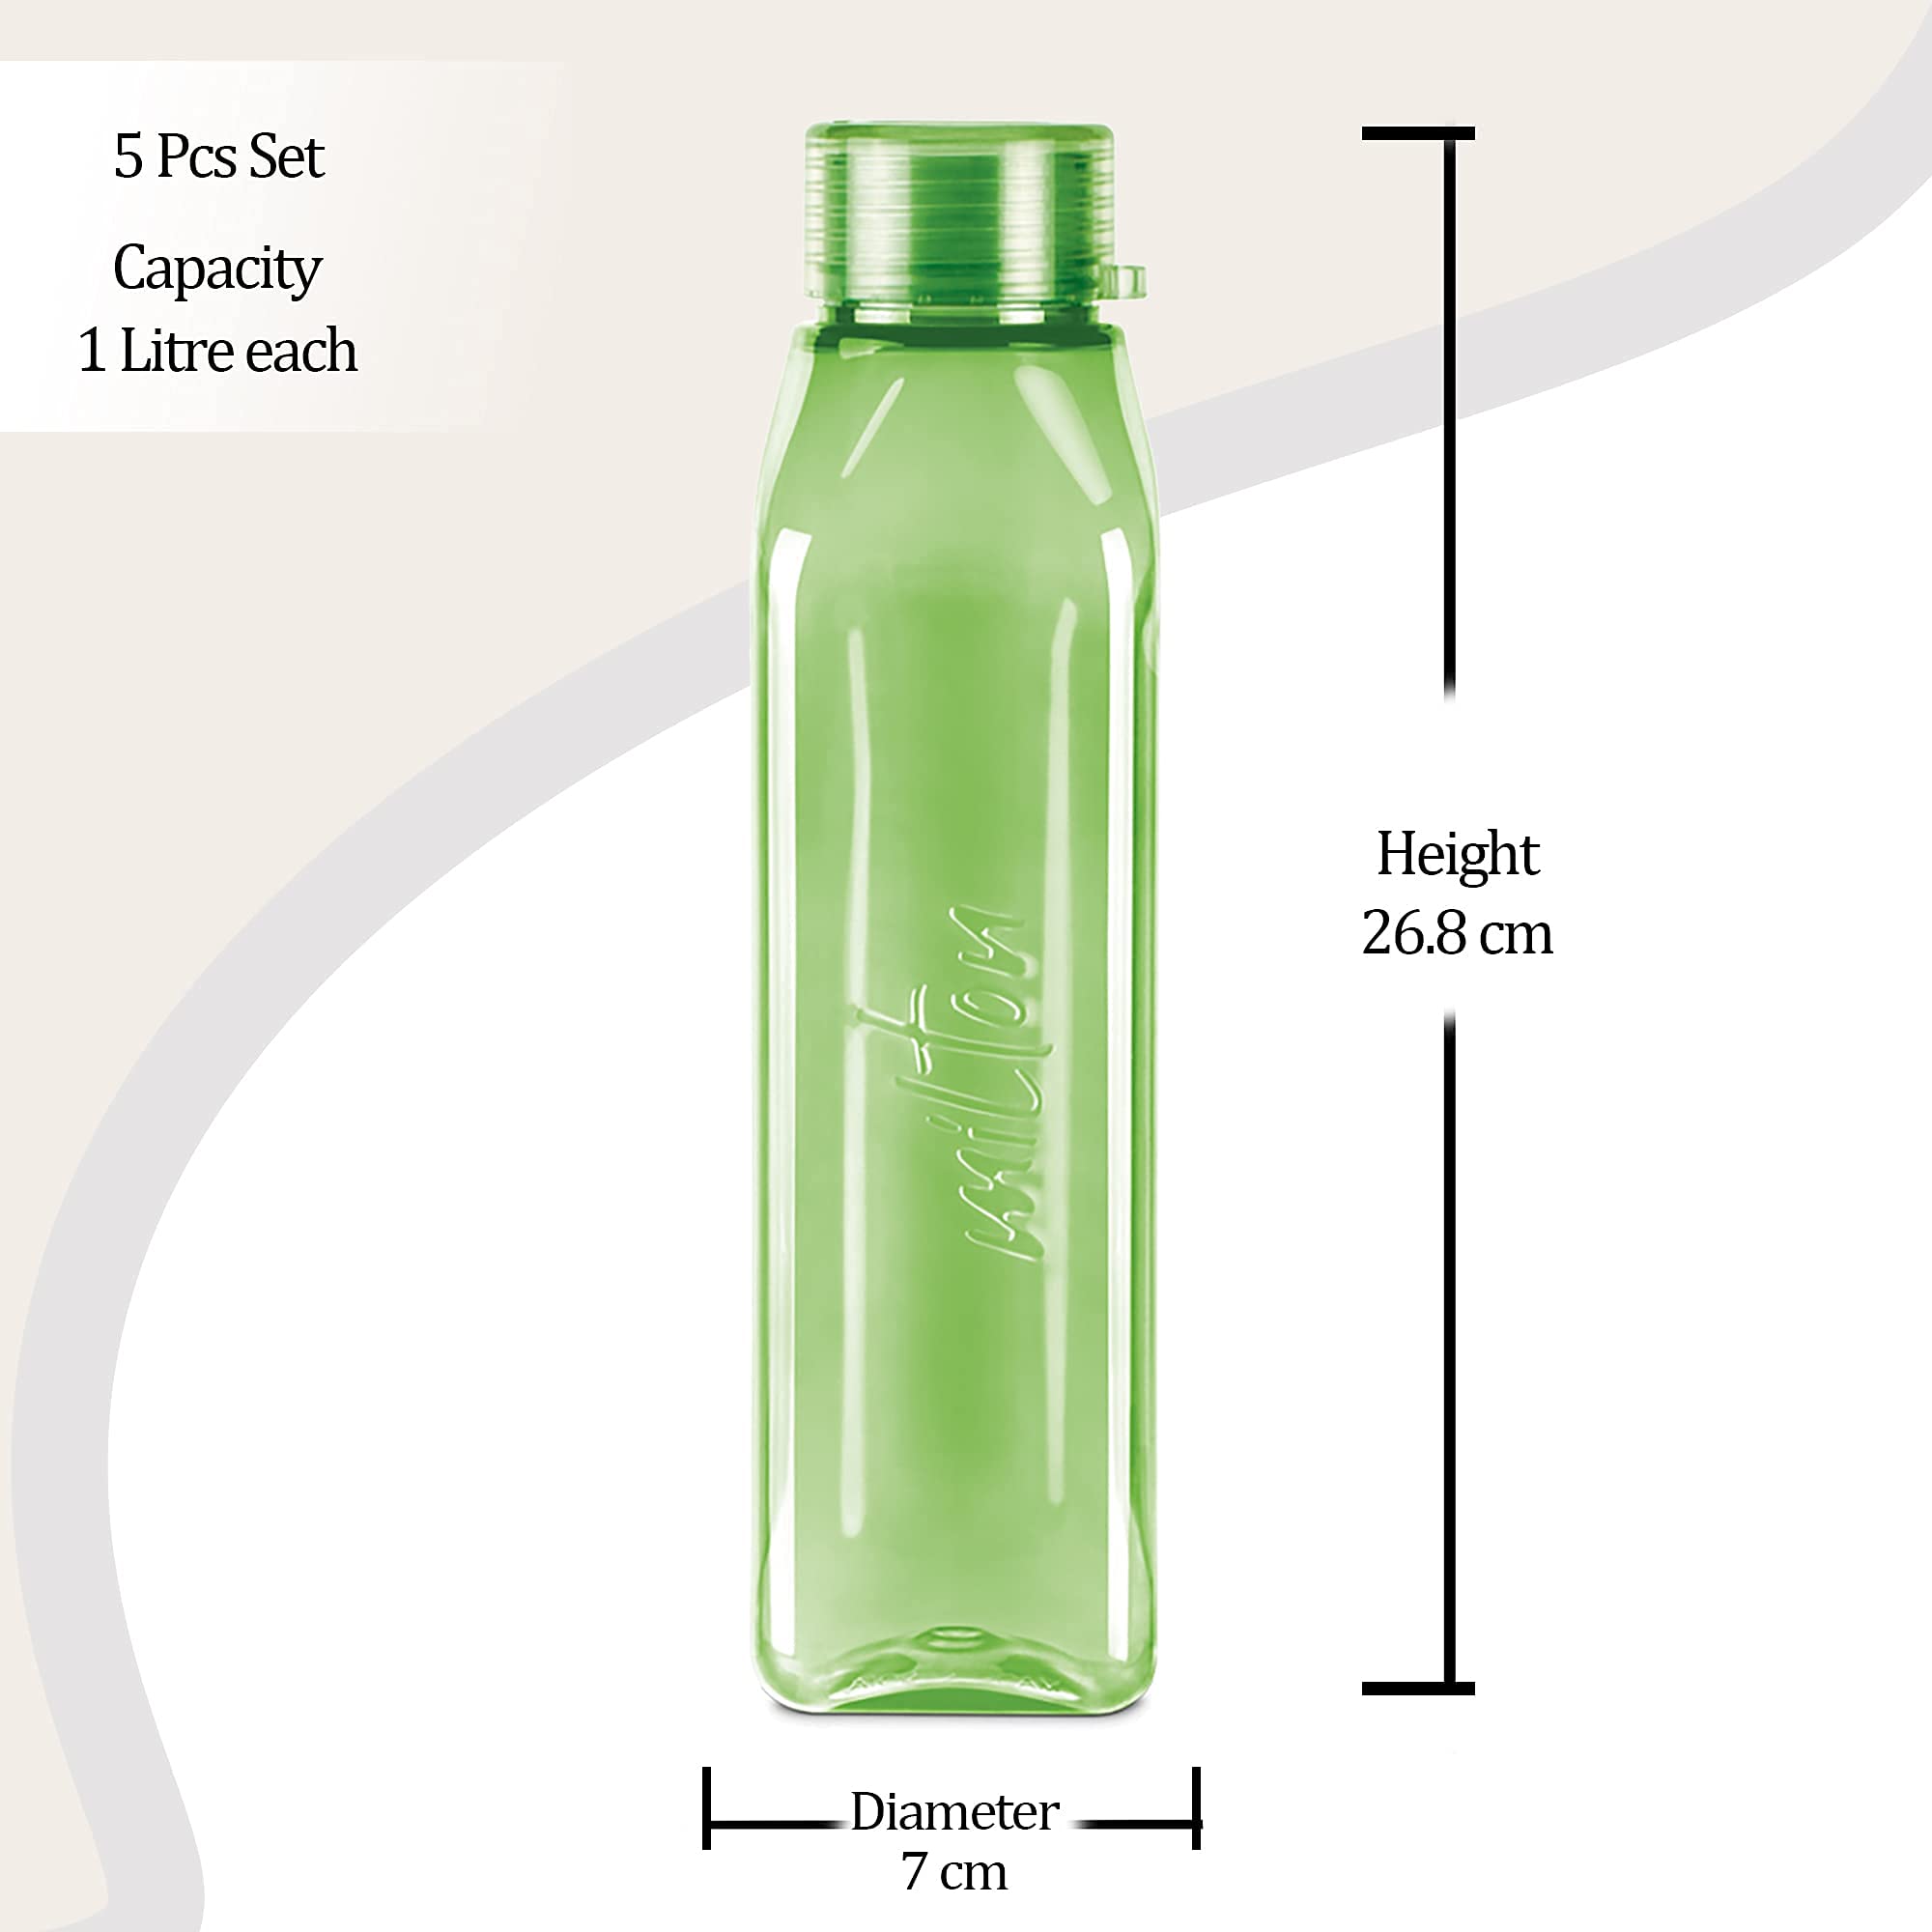 5 Pcs Set
Capacity
1 Litre each
milton
Height
26.8 cm
Diameter
7 cm